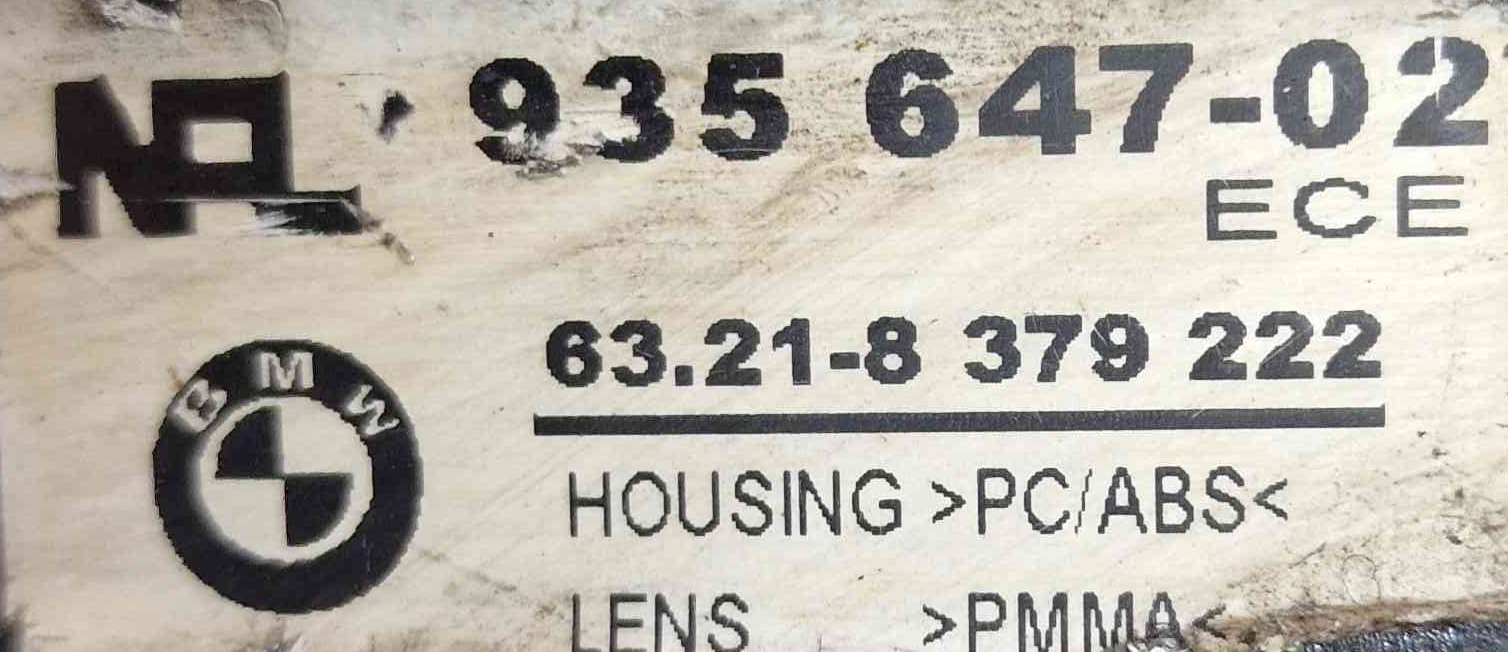 935 647-02
ECE
63.21-8 379 222
BMW
HOUSING >PC/ABS<
LENS >PMMA<